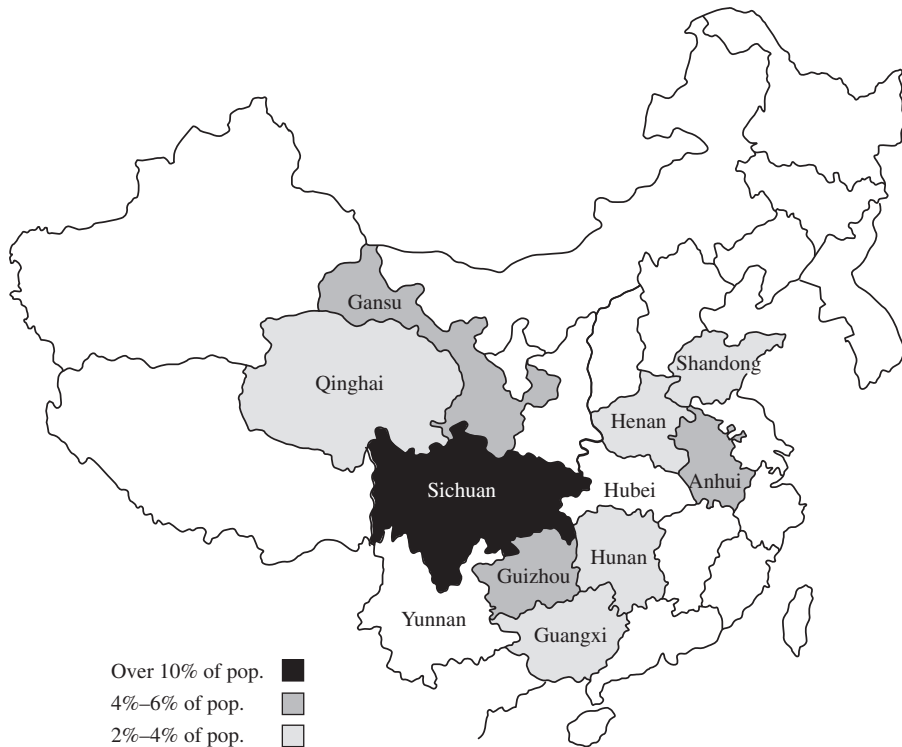 Gansu
Shandong
Qinghai
Henan
Anhui
Sichuan
Hubei
Hunan
Guizhou
Yunnan
Guangxi
Over 10% of pop.
4%–6% of pop.
2%–4% of pop.